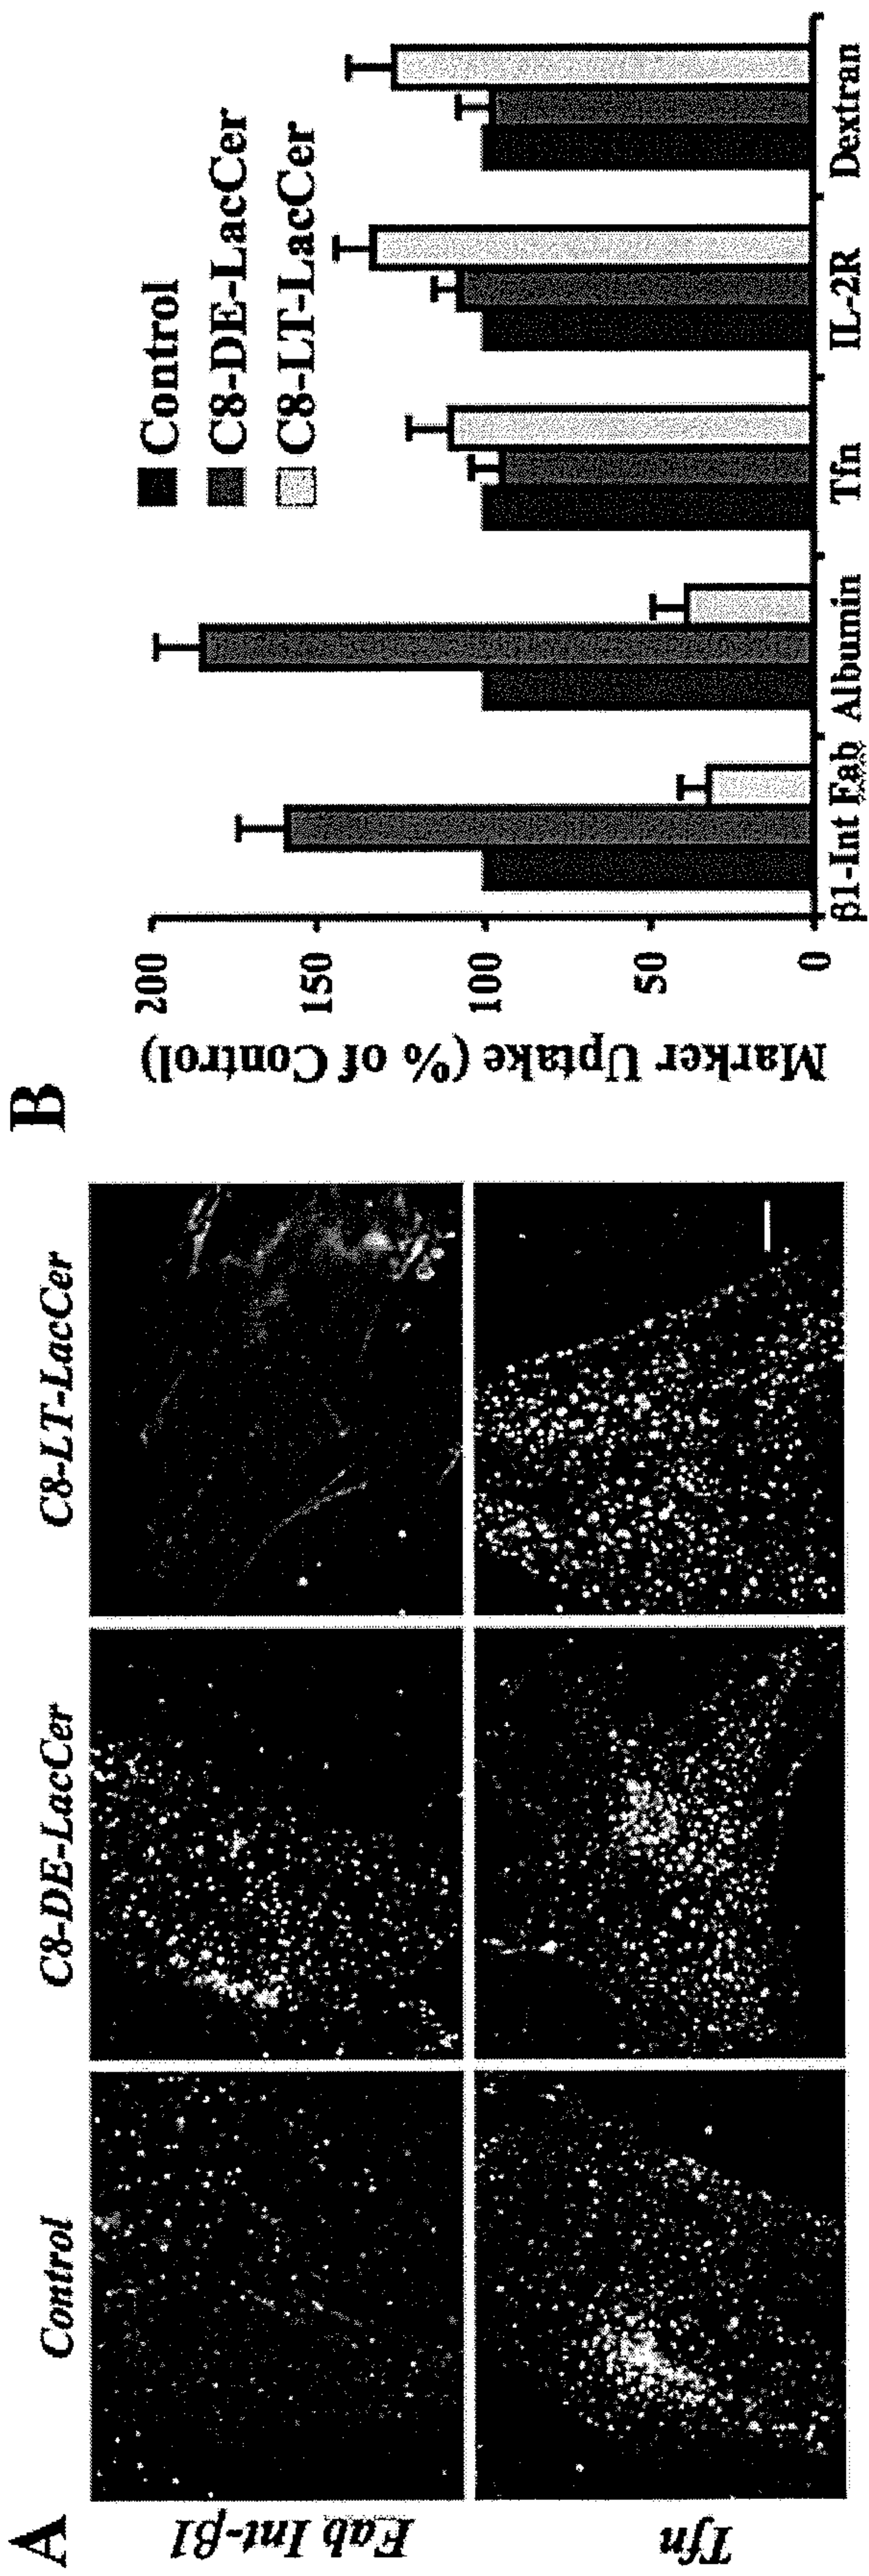 A
Control
C8-DE-LacCer
C8-LT-LacCer
Fab Int-β1
Tfn
B
Marker Uptake (% of Control)
200
150
100
50
0
Control
C8-DE-LacCer
C8-LT-LacCer
β1-Int Fab
Albumin
Tfn
IL-2R
Dextran